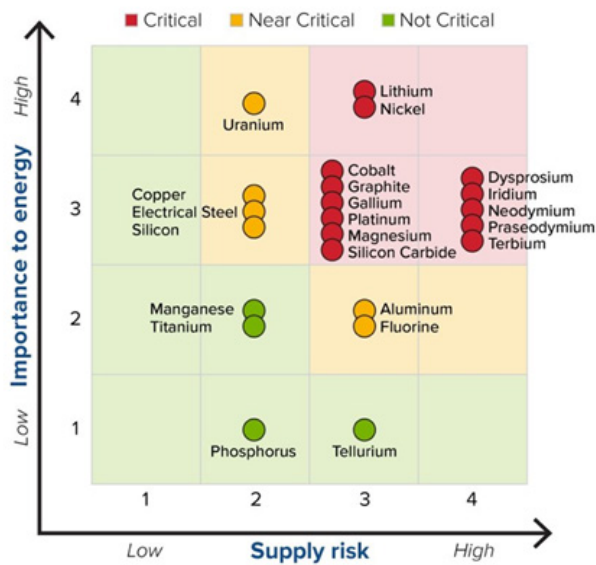 Critical Near Critical Not Critical
High
Importance to energy
Low
4
3
2
1
Lithium
Nickel
Uranium
Copper
Electrical Steel
Silicon
Cobalt
Graphite
Gallium
Platinum
Magnesium
Silicon Carbide
Dysprosium
Iridium
Neodymium
Praseodymium
Terbium
Manganese
Titanium
Aluminum
Fluorine
Phosphorus
Tellurium
1 2 3 4
Low Supply risk High